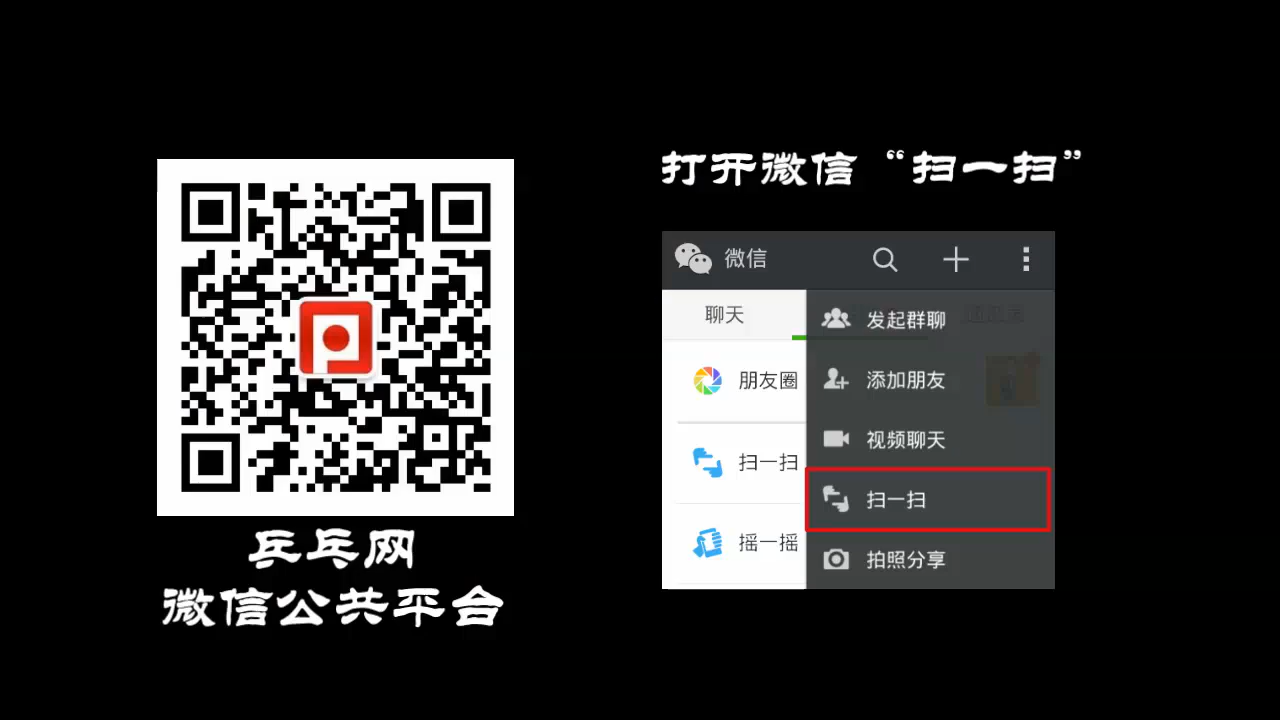 乒乓网
微信公共平台
打开微信“扫一扫”
微信
聊天
朋友圈
扫一扫
摇一摇
发起群聊
添加朋友
视频聊天
扫一扫
拍照分享